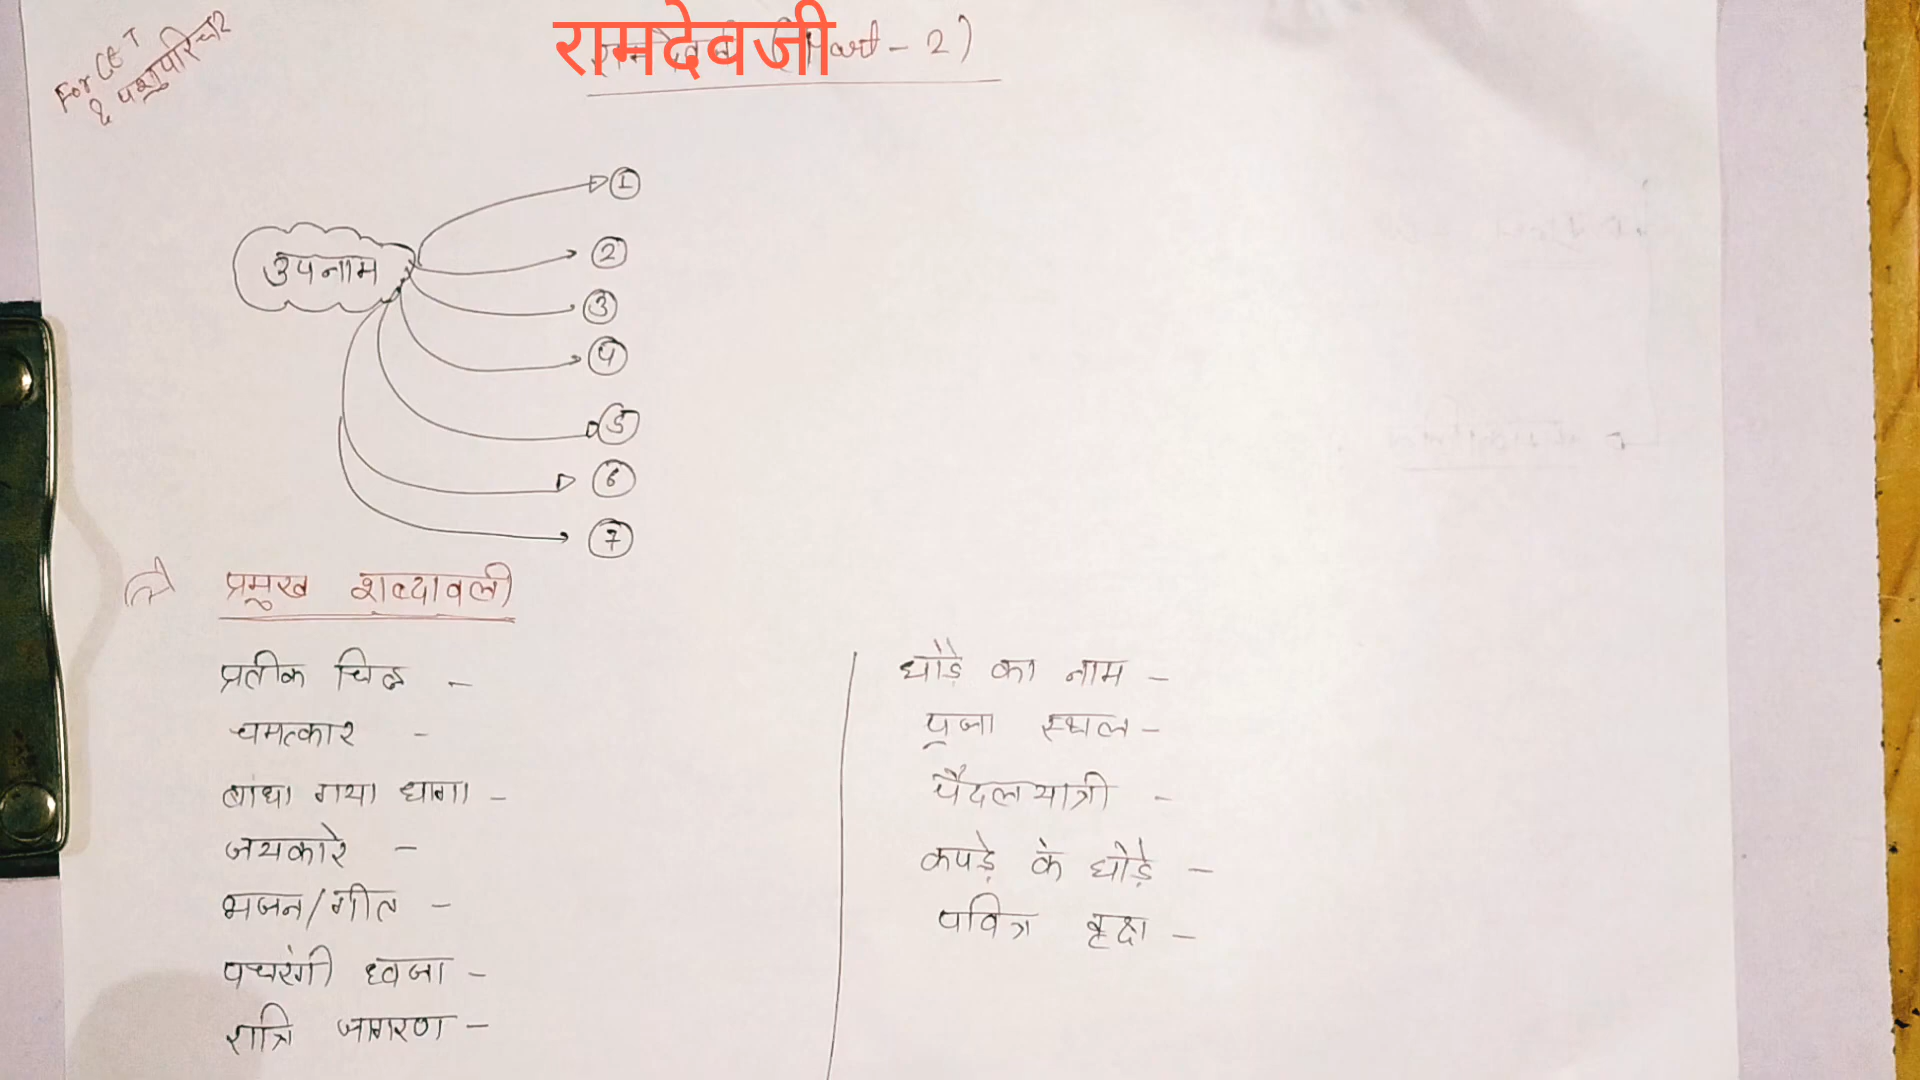 For CET
& पशुपरिचर
रामदेवजी
(Part - 2)
उपनाम
1
2
3
4
5
6
7
प्रमुख शब्दावली
प्रतीक चिह्न -
चमत्कार -
बांधा गया धागा -
जयकारे -
भजन/गीत -
पचरंगी ध्वजा -
रात्रि जागरण -
घोड़े का नाम -
पूजा स्थल -
पैदलयात्री -
कपड़े के घोड़े -
पवित्र वृक्ष -